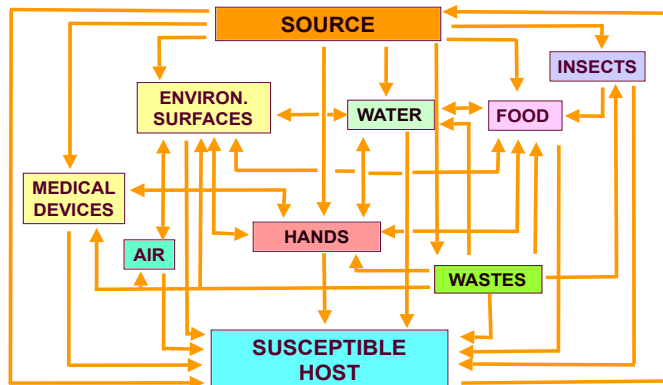 SOURCE
INSECTS
ENVIRON.
SURFACES
WATER
FOOD
MEDICAL
DEVICES
HANDS
AIR
WASTES
SUSCEPTIBLE
HOST